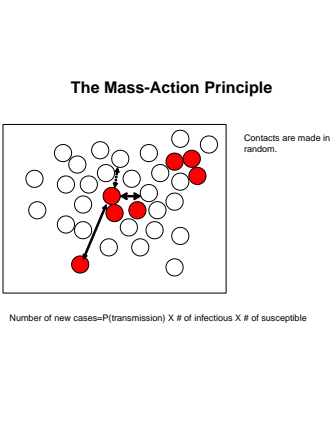 The Mass-Action Principle
Contacts are made in
random.
Number of new cases=P(transmission) X # of infectious X # of susceptible